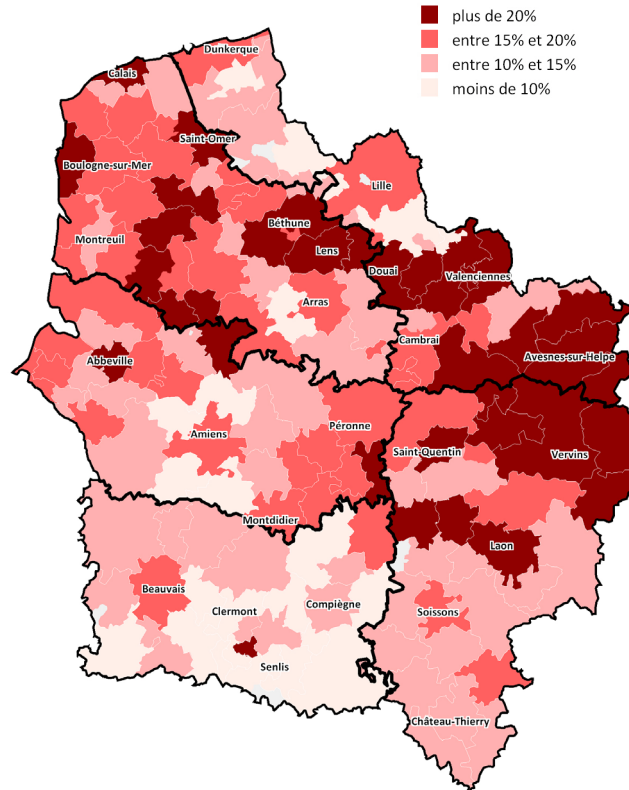 plus de 20%
entre 15% et 20%
entre 10% et 15%
moins de 10%
Dunkerque
Calais
Saint-Omer
Boulogne-sur-Mer
Lille
Béthune
Montreuil
Lens
Douai
Valenciennes
Arras
Cambrai
Avesnes-sur-Helpe
Abbeville
Péronne
Amiens
Saint-Quentin
Vervins
Montdidier
Laon
Beauvais
Compiègne
Clermont
Soissons
Senlis
Château-Thierry